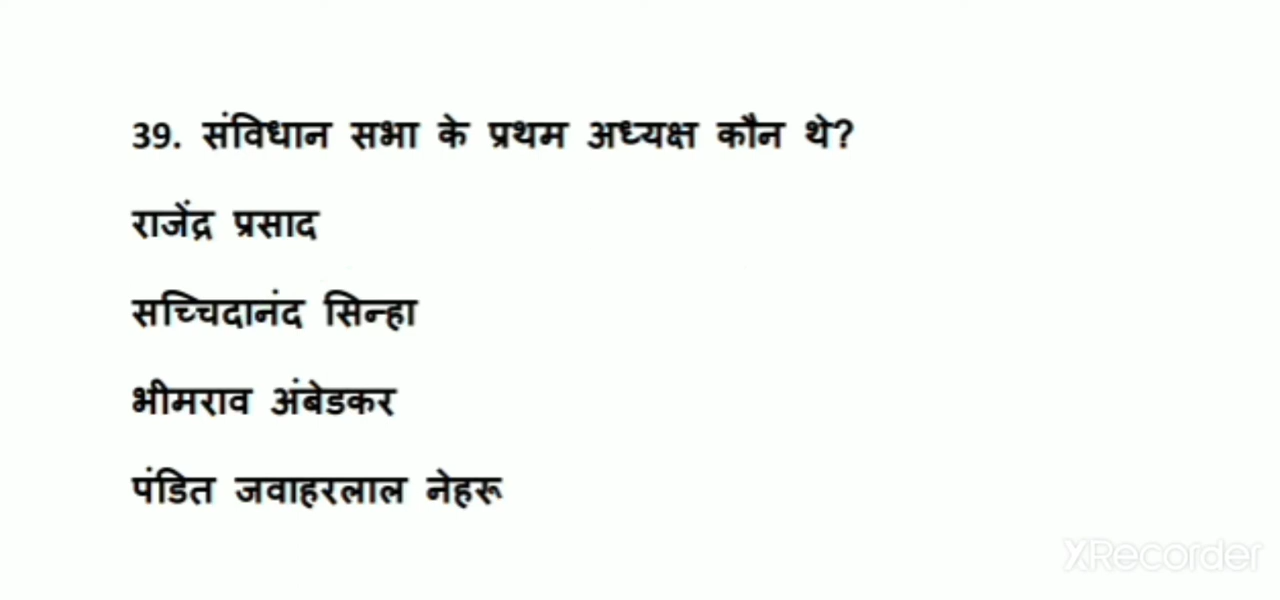 39. संविधान सभा के प्रथम अध्यक्ष कौन थे?
राजेंद्र प्रसाद
सच्चिदानंद सिन्हा
भीमराव अंबेडकर
पंडित जवाहरलाल नेहरू
XRecorder